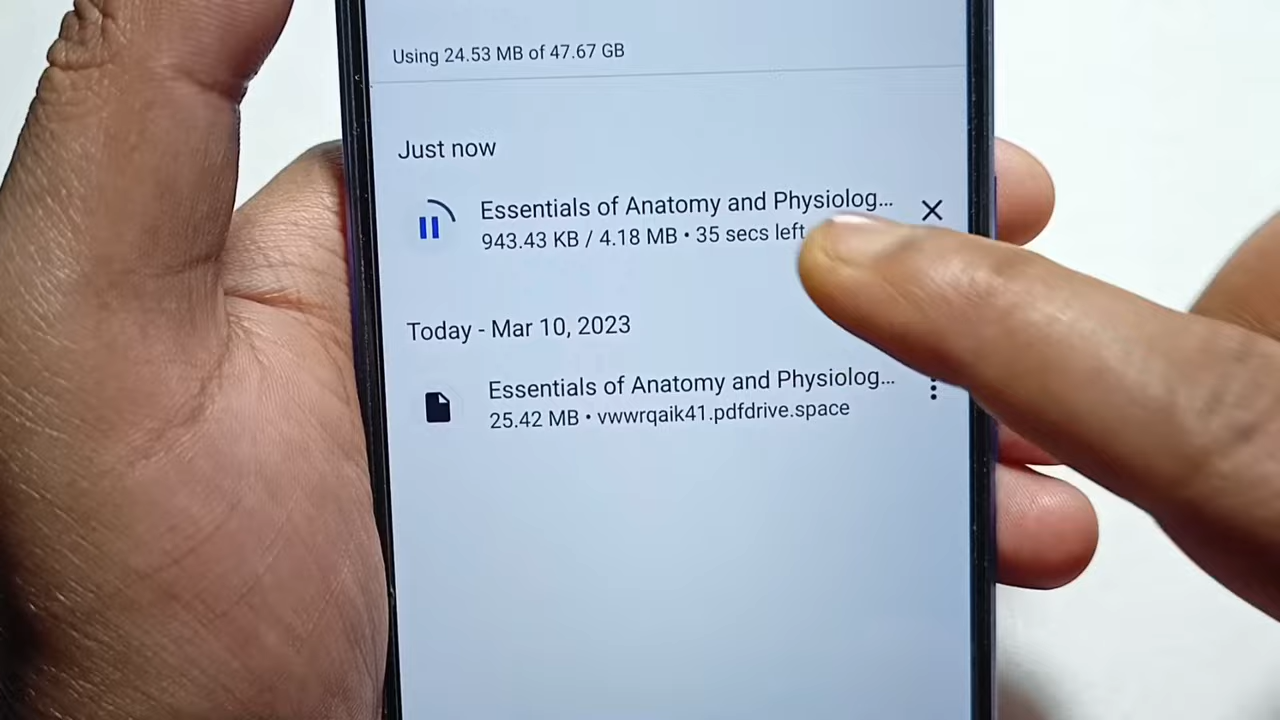 Using 24.53 MB of 47.67 GB
Just now
Essentials of Anatomy and Physiolog...
943.43 KB / 4.18 MB • 35 secs left
Today - Mar 10, 2023
Essentials of Anatomy and Physiolog...
25.42 MB • vwwrqaik41.pdfdrive.space